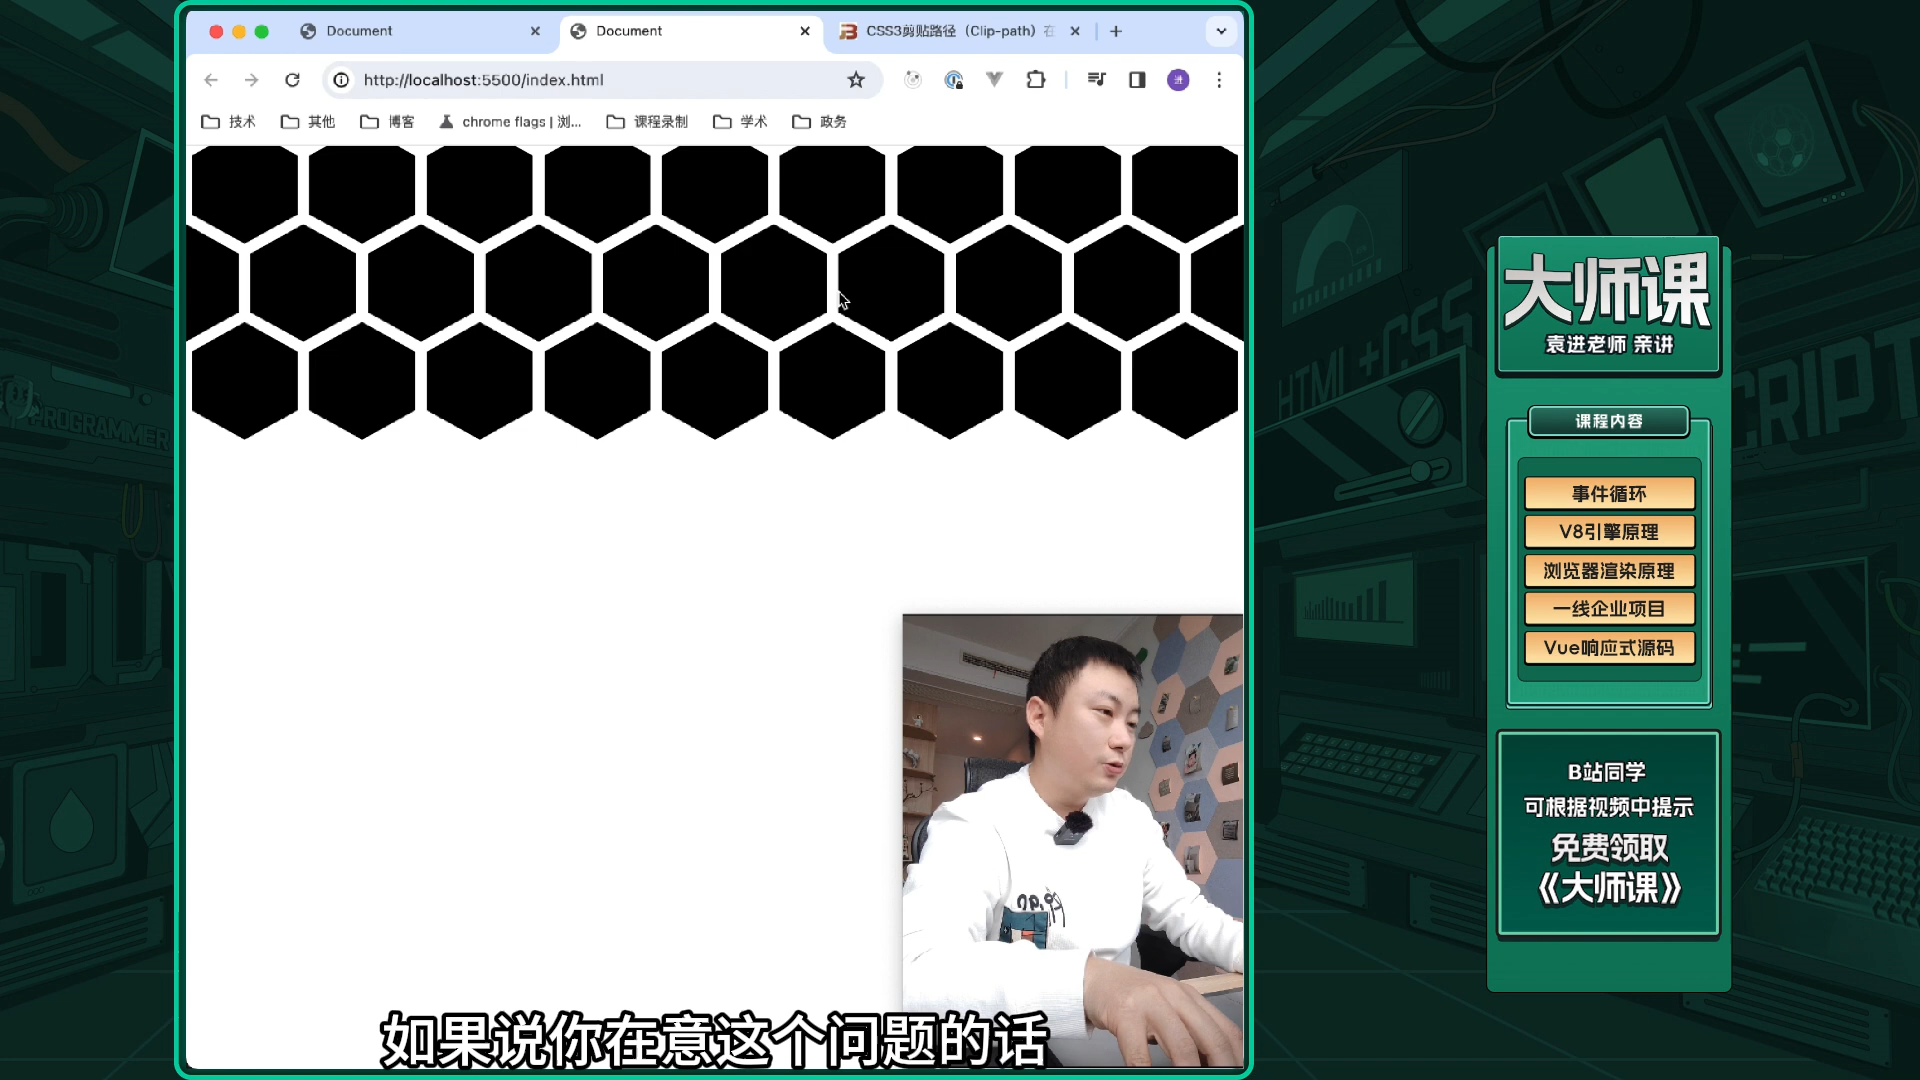 Document
Document
CSS3剪贴路径（Clip-path）在
http://localhost:5500/index.html
进
技术
其他
博客
chrome flags | 浏...
课程录制
学术
政务
大师课
袁进老师 亲讲
课程内容
事件循环
V8引擎原理
浏览器渲染原理
一线企业项目
Vue响应式源码
B站同学
可根据视频中提示
免费领取
《大师课》
HTML+CSS
PROGRAMMER
如果说你在意这个问题的话